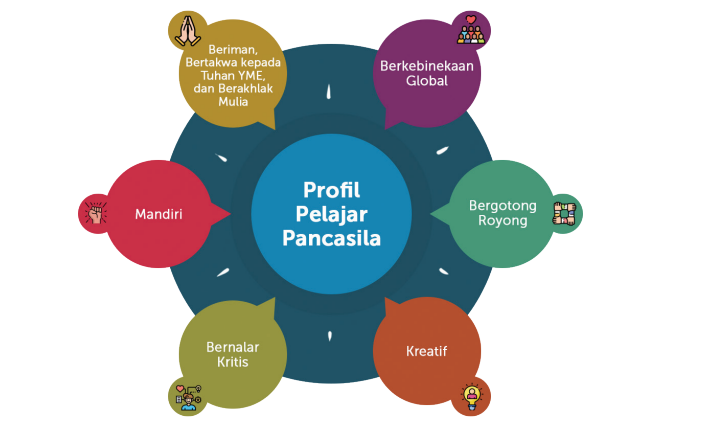 Beriman,
Bertakwa kepada
Tuhan YME,
dan Berakhlak
Mulia
Berkebinekaan
Global
Mandiri
Profil
Pelajar
Pancasila
Bergotong
Royong
Bernalar
Kritis
Kreatif